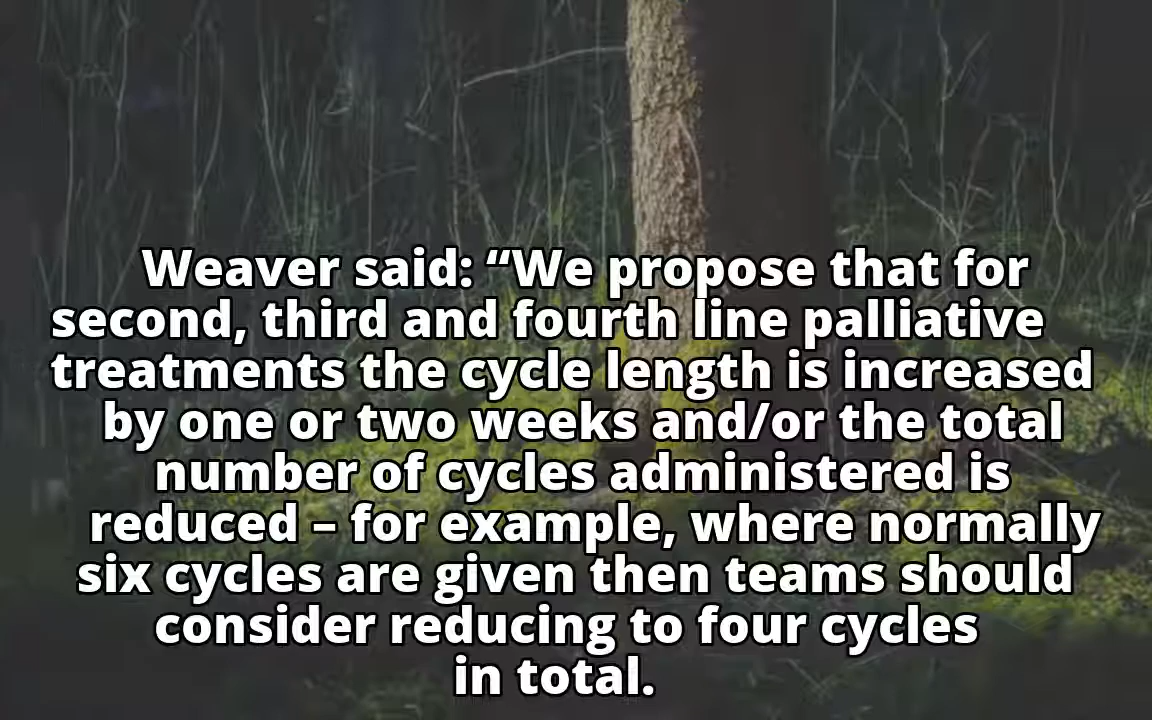 Weaver said: “We propose that for
second, third and fourth line palliative
treatments the cycle length is increased
by one or two weeks and/or the total
number of cycles administered is
reduced – for example, where normally
six cycles are given then teams should
consider reducing to four cycles
in total.